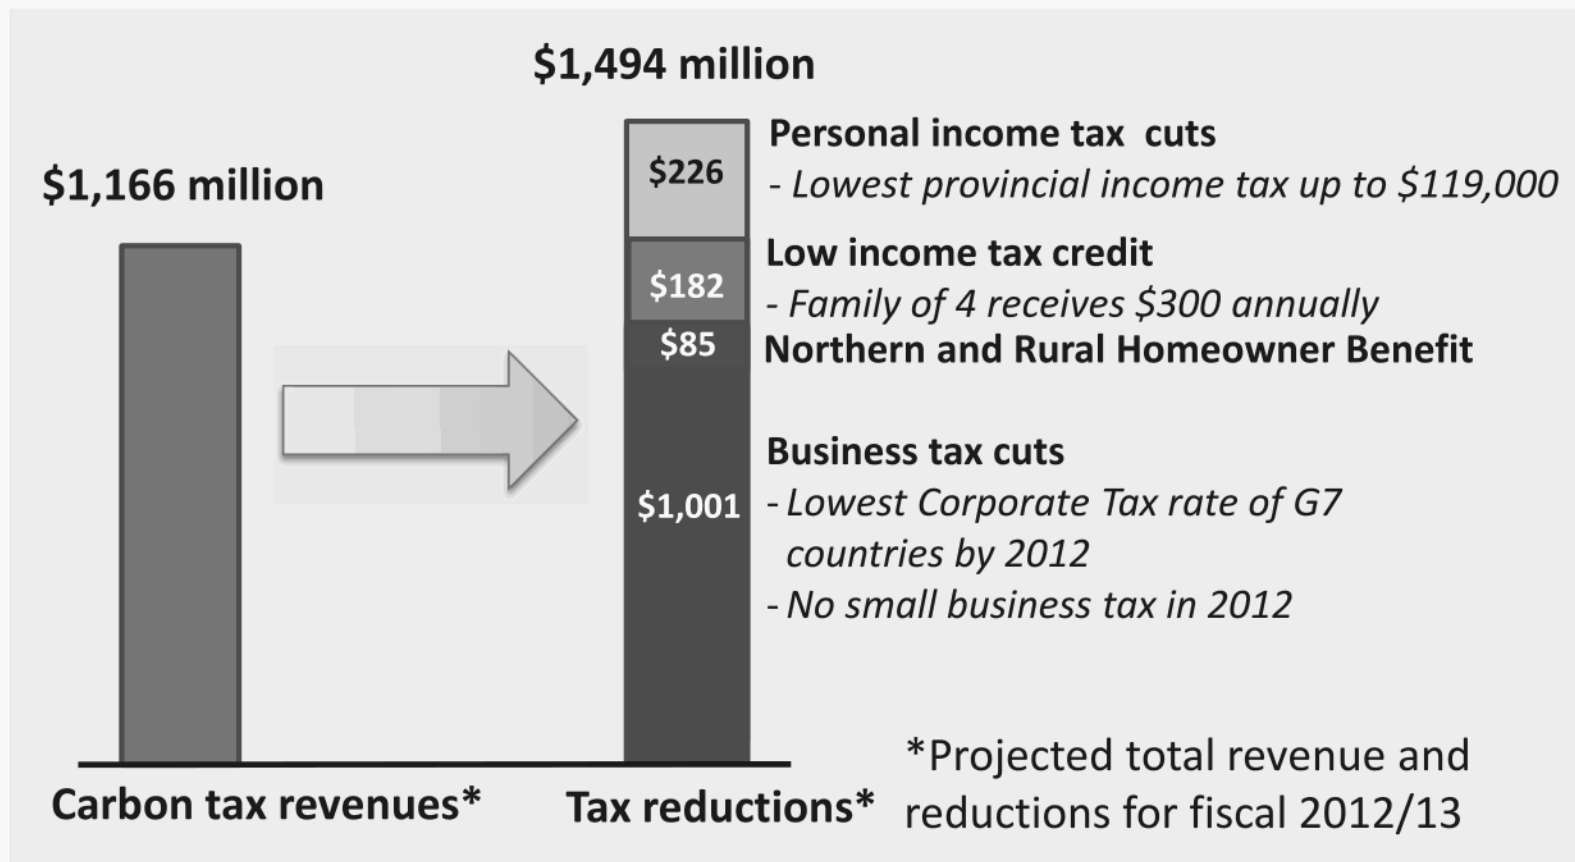 $1,494 million
$1,166 million
$226
Personal income tax cuts
- Lowest provincial income tax up to $119,000
$182
Low income tax credit
- Family of 4 receives $300 annually
$85
Northern and Rural Homeowner Benefit
$1,001
Business tax cuts
- Lowest Corporate Tax rate of G7
countries by 2012
- No small business tax in 2012
Carbon tax revenues*
Tax reductions*
*Projected total revenue and
reductions for fiscal 2012/13